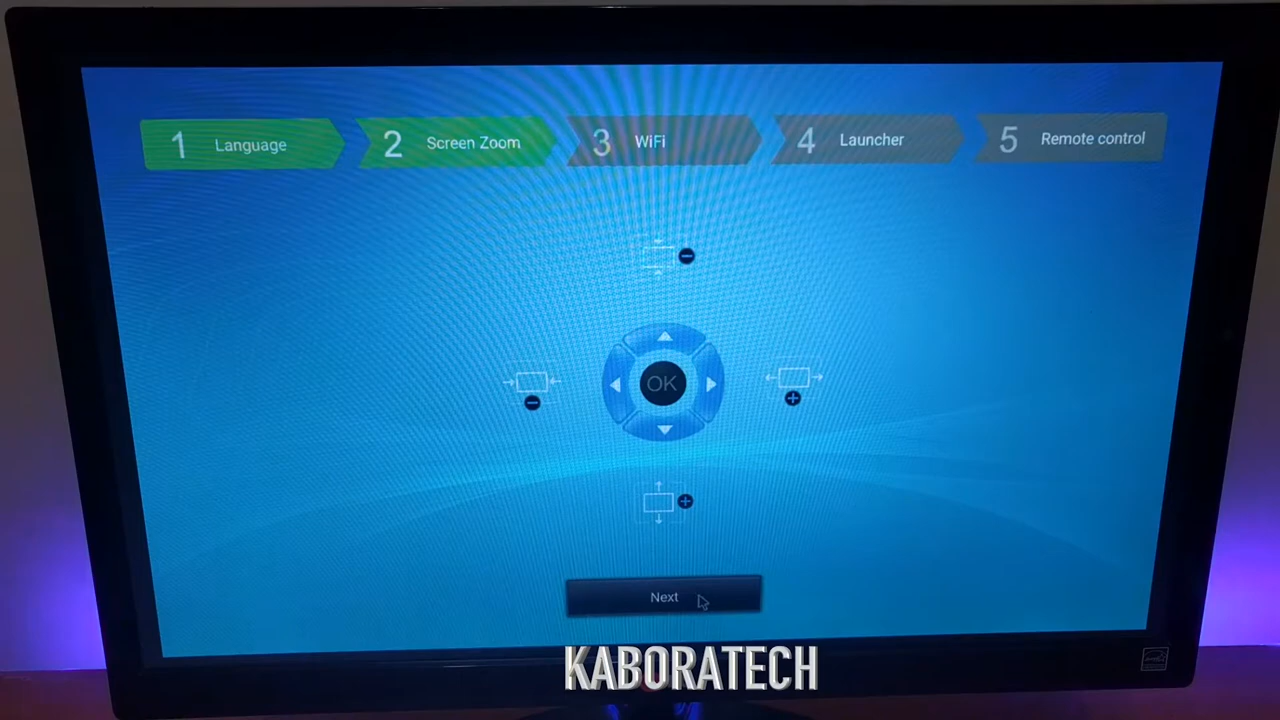 1 Language
2 Screen Zoom
3 WiFi
4 Launcher
5 Remote control
OK
Next
KABORATECH